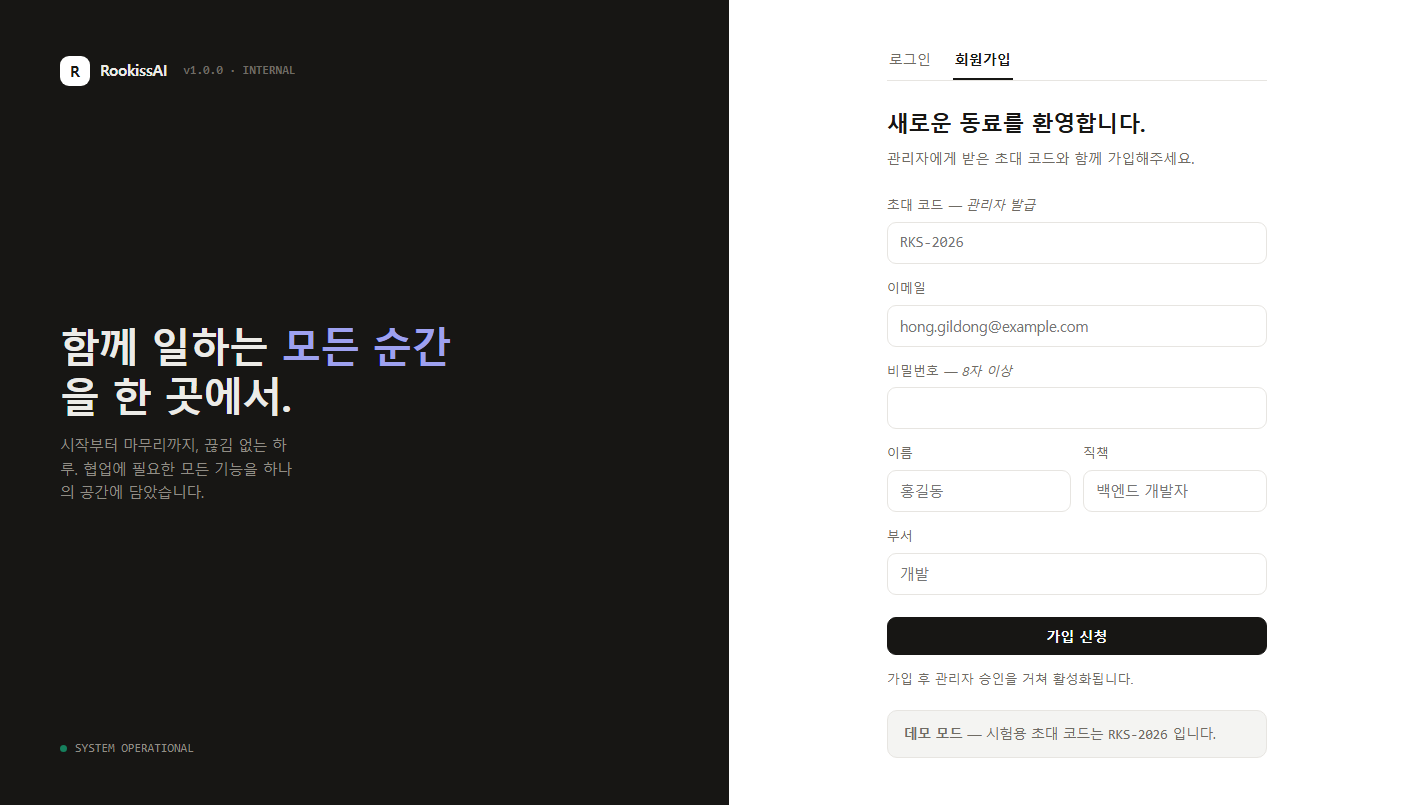 R RookissAI v1.0.0 · INTERNAL
함께 일하는 모든 순간
을 한 곳에서.
시작부터 마무리까지, 끊김 없는 하
루. 협업에 필요한 모든 기능을 하나
의 공간에 담았습니다.
SYSTEM OPERATIONAL
로그인 회원가입
새로운 동료를 환영합니다.
관리자에게 받은 초대 코드와 함께 가입해주세요.
초대 코드 — 관리자 발급
RKS-2026
이메일
hong.gildong@example.com
비밀번호 — 8자 이상
이름 직책
홍길동 백엔드 개발자
부서
개발
가입 신청
가입 후 관리자 승인을 거쳐 활성화됩니다.
데모 모드 — 시험용 초대 코드는 RKS-2026 입니다.